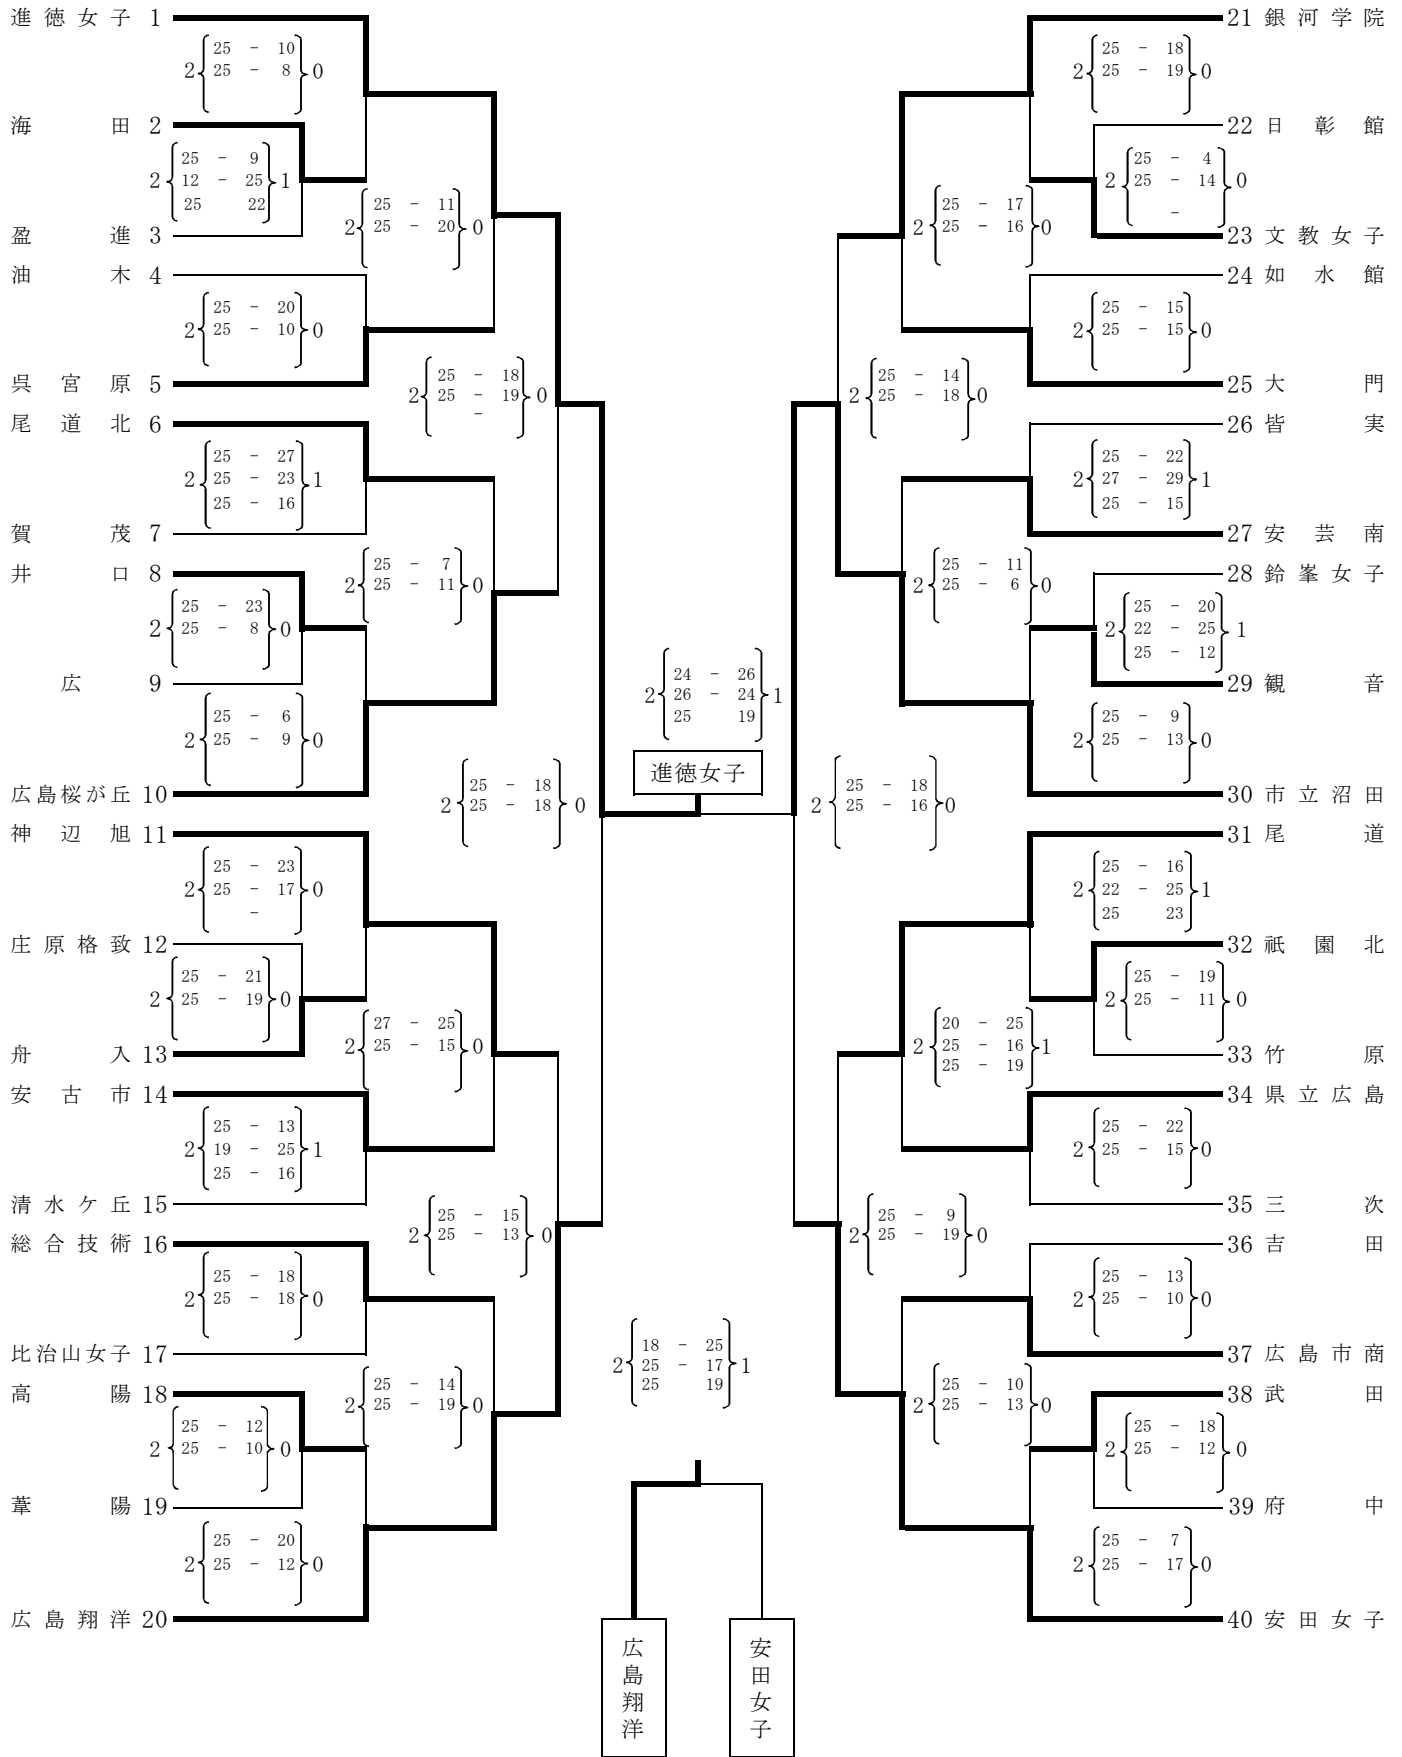 進徳女子 1
2 25 - 10 0
25 - 8
海田 2
2 25 - 9 1
12 - 25
25 22
盈進 3
2 25 - 11 0
25 - 20
油木 4
2 25 - 20 0
25 - 10
呉宮原 5
2 25 - 18 0
25 - 19
-
尾道北 6
2 25 - 27 1
25 - 23
25 - 16
賀茂 7
2 25 - 7 0
25 - 11
井口 8
2 25 - 23 0
25 - 8
広 9
2 25 - 6 0
25 - 9
広島桜が丘 10
2 25 - 18 0
25 - 18
神辺旭 11
2 25 - 23 0
25 - 17
-
庄原格致 12
2 25 - 21 0
25 - 19
舟入 13
2 27 - 25 0
25 - 15
安古市 14
2 25 - 13 1
19 - 25
25 - 16
清水ケ丘 15
2 25 - 15 0
25 - 13
総合技術 16
2 25 - 18 0
25 - 18
比治山女子 17
2 25 - 14 0
25 - 19
高陽 18
2 25 - 12 0
25 - 10
葦陽 19
2 25 - 20 0
25 - 12
広島翔洋 20
2 24 - 26 1
26 - 24
25 19
進徳女子
2 18 - 25 1
25 - 17
25 19
広島翔洋
安田女子
21 銀河学院
2 25 - 18 0
25 - 19
22 日彰館
2 25 - 4 0
25 - 14
-
23 文教女子
2 25 - 17 0
25 - 16
24 如水館
2 25 - 15 0
25 - 15
25 大門
2 25 - 14 0
25 - 18
26 皆実
2 25 - 22 1
27 - 29
25 - 15
27 安芸南
2 25 - 11 0
25 - 6
28 鈴峯女子
2 25 - 20 1
22 - 25
25 - 12
29 観音
2 25 - 9 0
25 - 13
30 市立沼田
2 25 - 18 0
25 - 16
31 尾道
2 25 - 16 1
22 - 25
25 23
32 祇園北
2 25 - 19 0
25 - 11
33 竹原
2 20 - 25 1
25 - 16
25 - 19
34 県立広島
2 25 - 22 0
25 - 15
35 三次
2 25 - 9 0
25 - 19
36 吉田
2 25 - 13 0
25 - 10
37 広島市商
2 25 - 10 0
25 - 13
38 武田
2 25 - 18 0
25 - 12
39 府中
2 25 - 7 0
25 - 17
40 安田女子